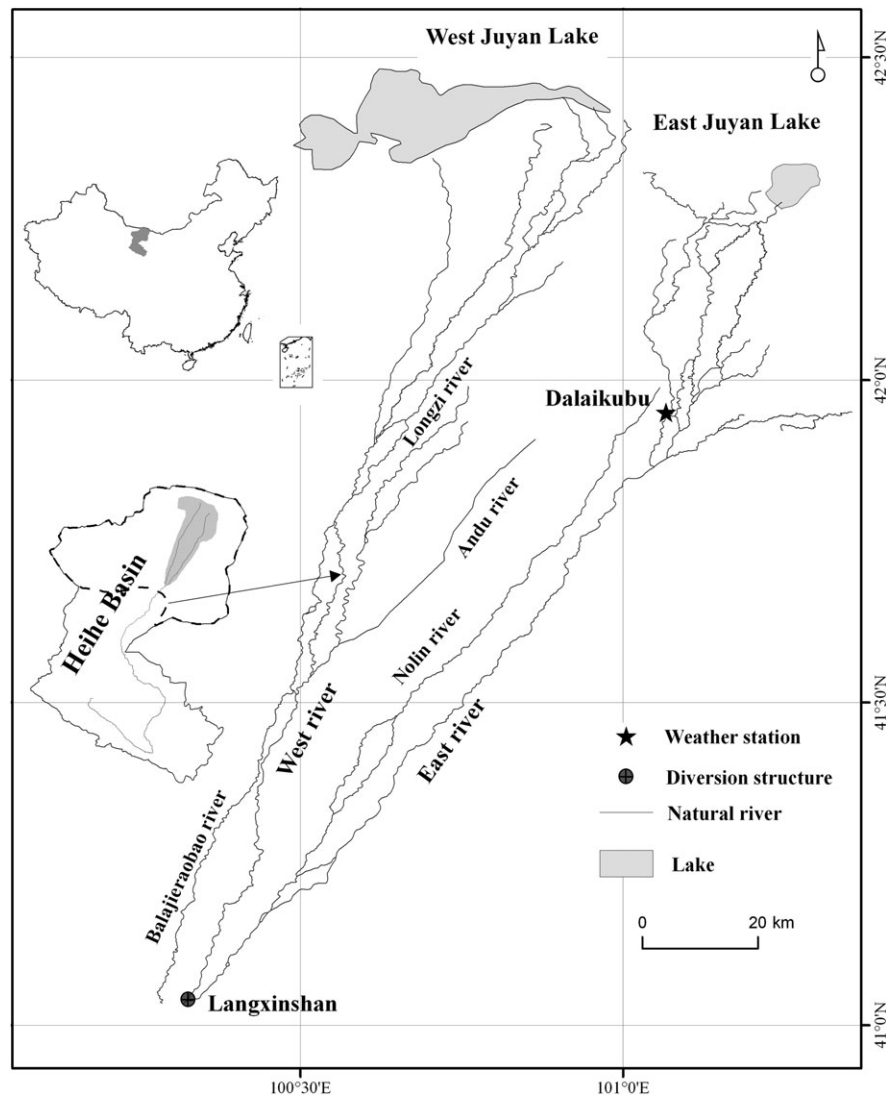 West Juyan Lake
42°30'N
East Juyan Lake
42°0'N
Dalaikubu
Longzi river
Andu river
Heihe Basin
Nolin river
41°30'N
West river
East river
Weather station
Diversion structure
Natural river
Balajieraobao river
Lake
0 20 km
Langxinshan
41°0'N
100°30'E
101°0'E